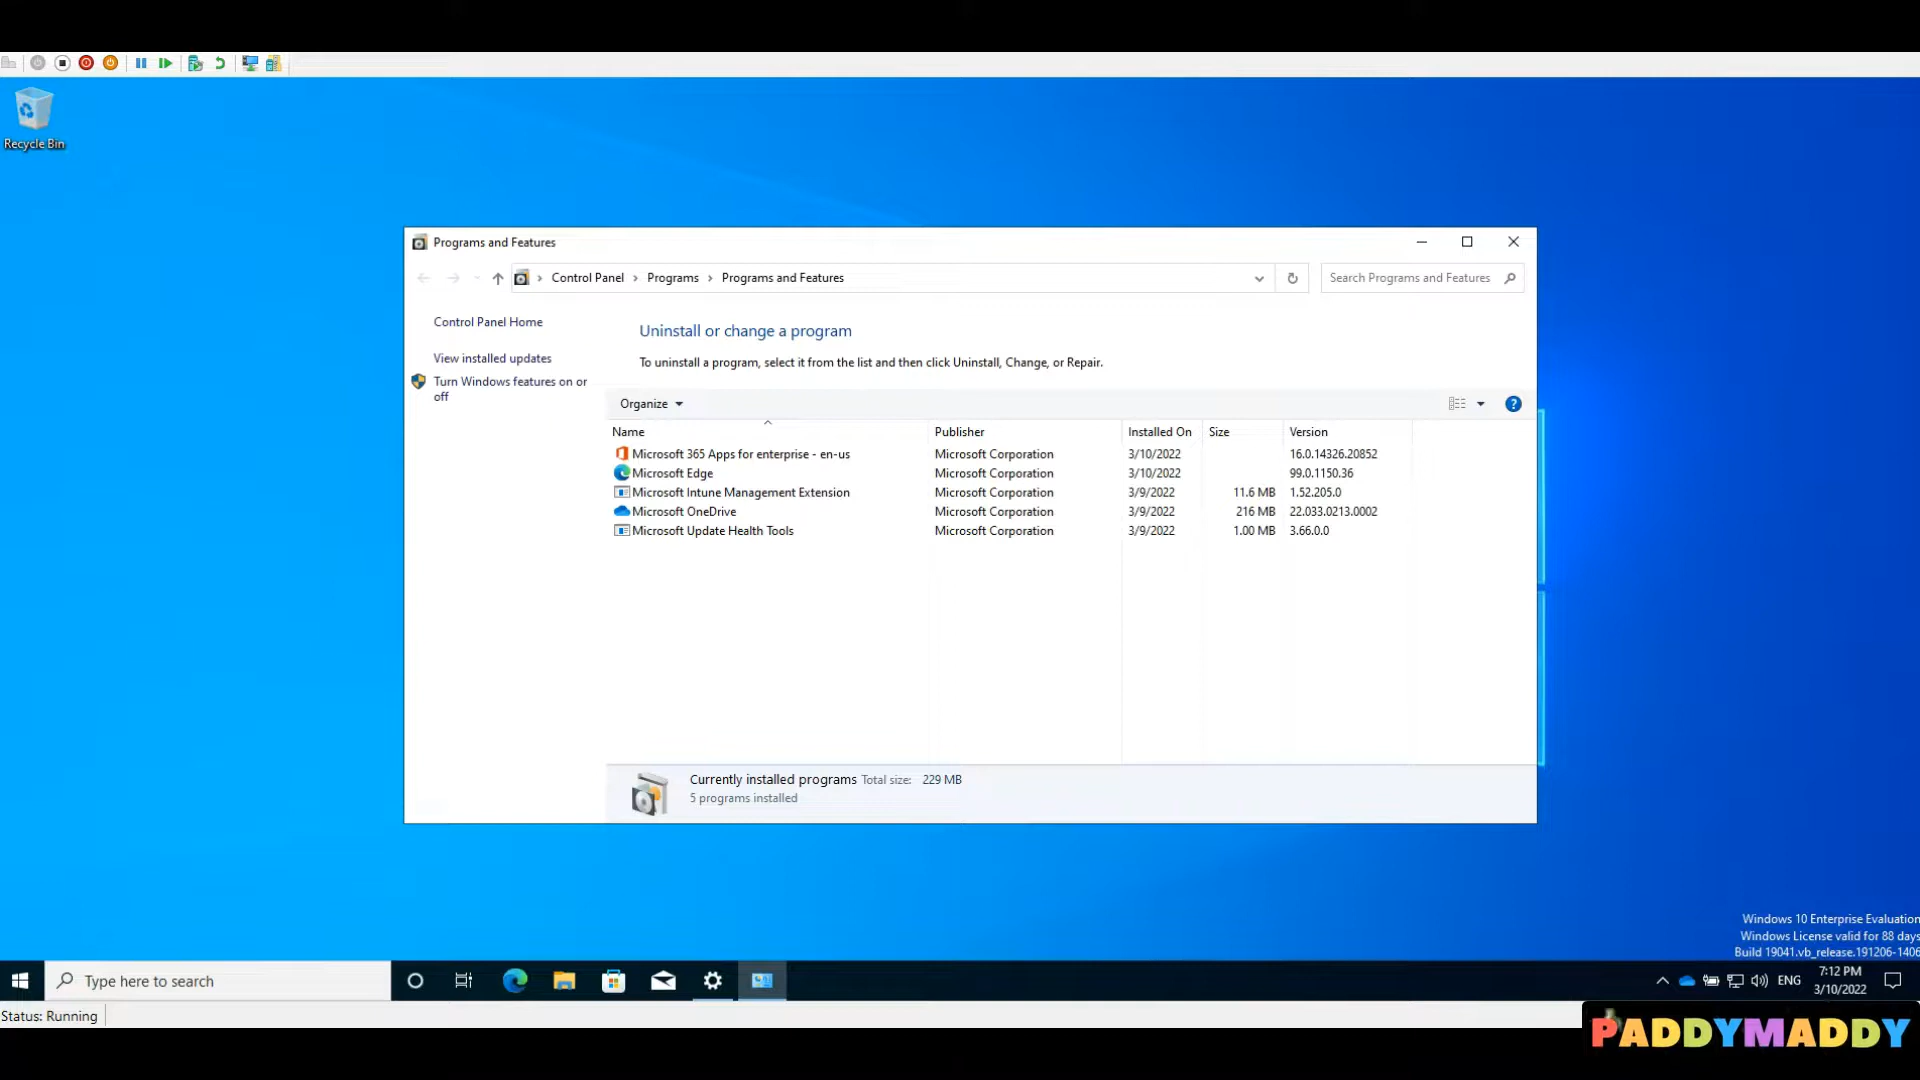 Recycle Bin
Programs and Features
Control Panel Programs Programs and Features
Search Programs and Features
Control Panel Home
View installed updates
Turn Windows features on or
off
Uninstall or change a program
To uninstall a program, select it from the list and then click Uninstall, Change, or Repair.
Organize
?
Name Publisher Installed On Size Version
Microsoft 365 Apps for enterprise - en-us Microsoft Corporation 3/10/2022 16.0.14326.20852
Microsoft Edge Microsoft Corporation 3/10/2022 99.0.1150.36
Microsoft Intune Management Extension Microsoft Corporation 3/9/2022 11.6 MB 1.52.205.0
Microsoft OneDrive Microsoft Corporation 3/9/2022 216 MB 22.033.0213.0002
Microsoft Update Health Tools Microsoft Corporation 3/9/2022 1.00 MB 3.66.0.0
Currently installed programs Total size: 229 MB
5 programs installed
Windows 10 Enterprise Evaluation
Windows License valid for 88 days
Build 19041.vb_release.191206-1406
Type here to search
ENG
7:12 PM
3/10/2022
Status: Running
PADDYMADDY